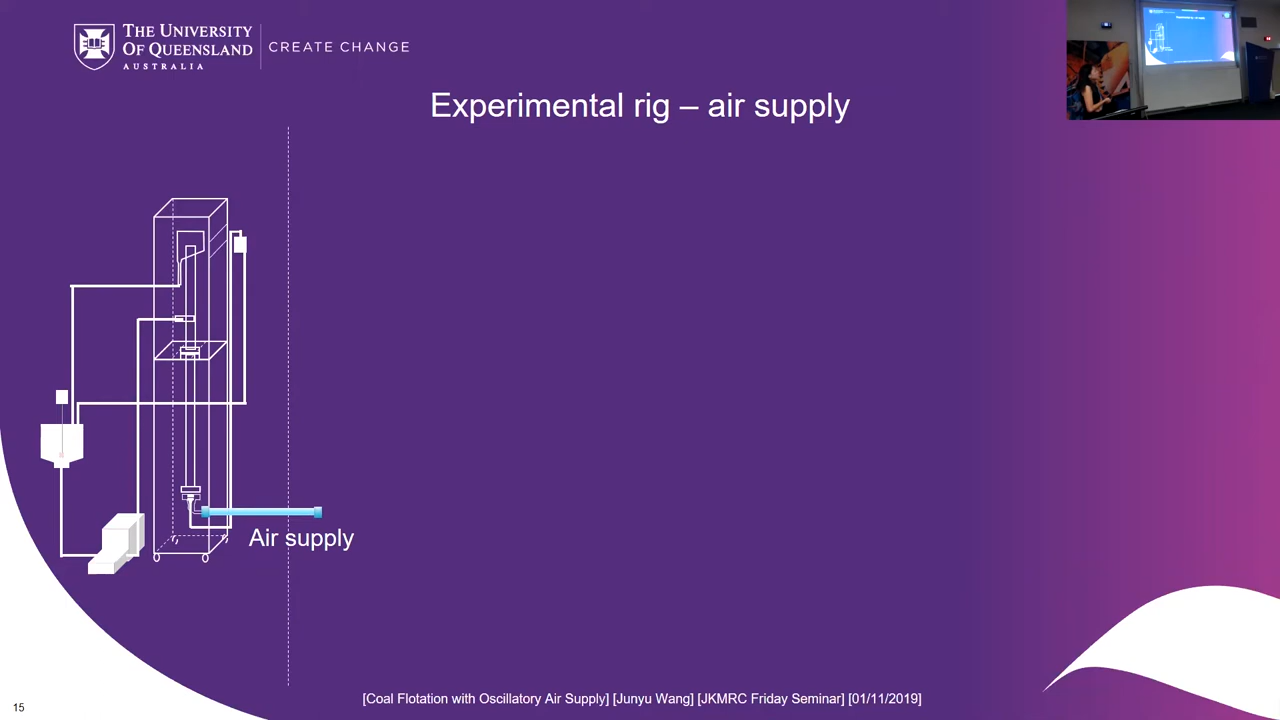 THE UNIVERSITY
OF QUEENSLAND
AUSTRALIA
CREATE CHANGE
Experimental rig – air supply
Air supply
[Coal Flotation with Oscillatory Air Supply] [Junyu Wang] [JKMRC Friday Seminar] [01/11/2019]
15